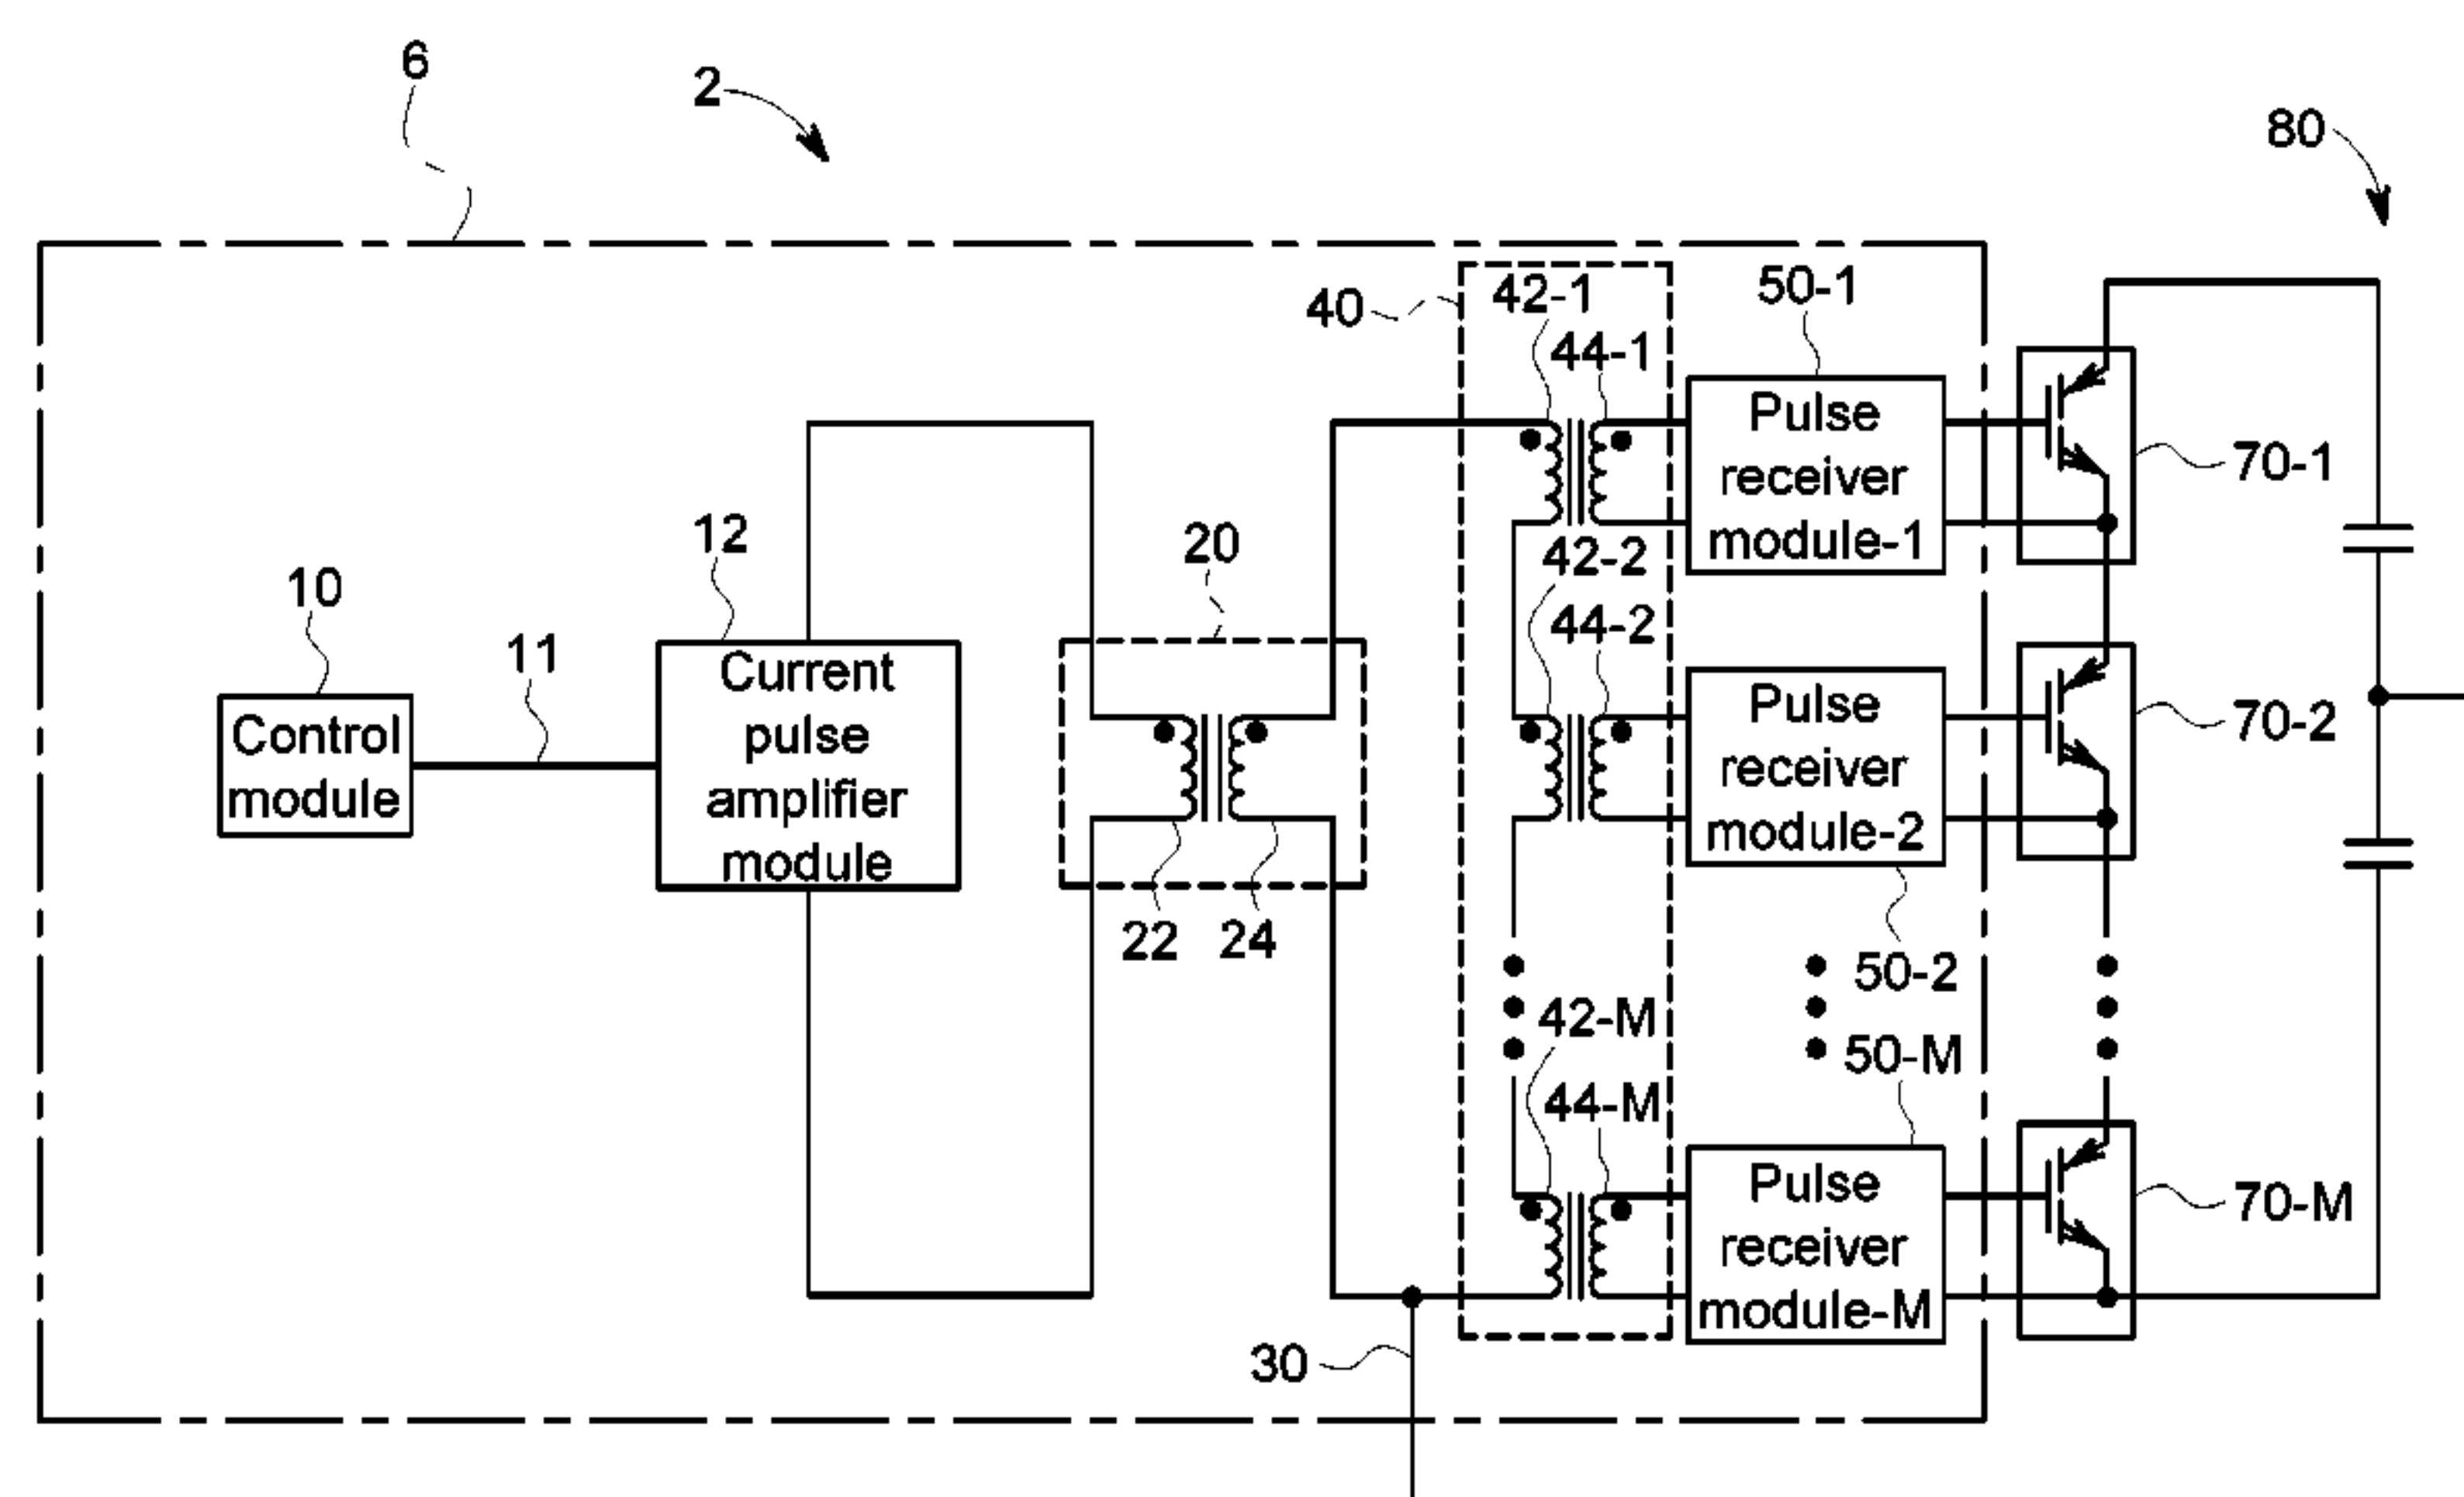 6
2
80
40
42-1
50-1
44-1
Pulse
receiver
module-1
70-1
12
20
42-2
10
11
44-2
Current
pulse
amplifier
module
Pulse
receiver
module-2
70-2
Control
module
22
24
50-2
42-M
50-M
44-M
Pulse
receiver
module-M
70-M
30